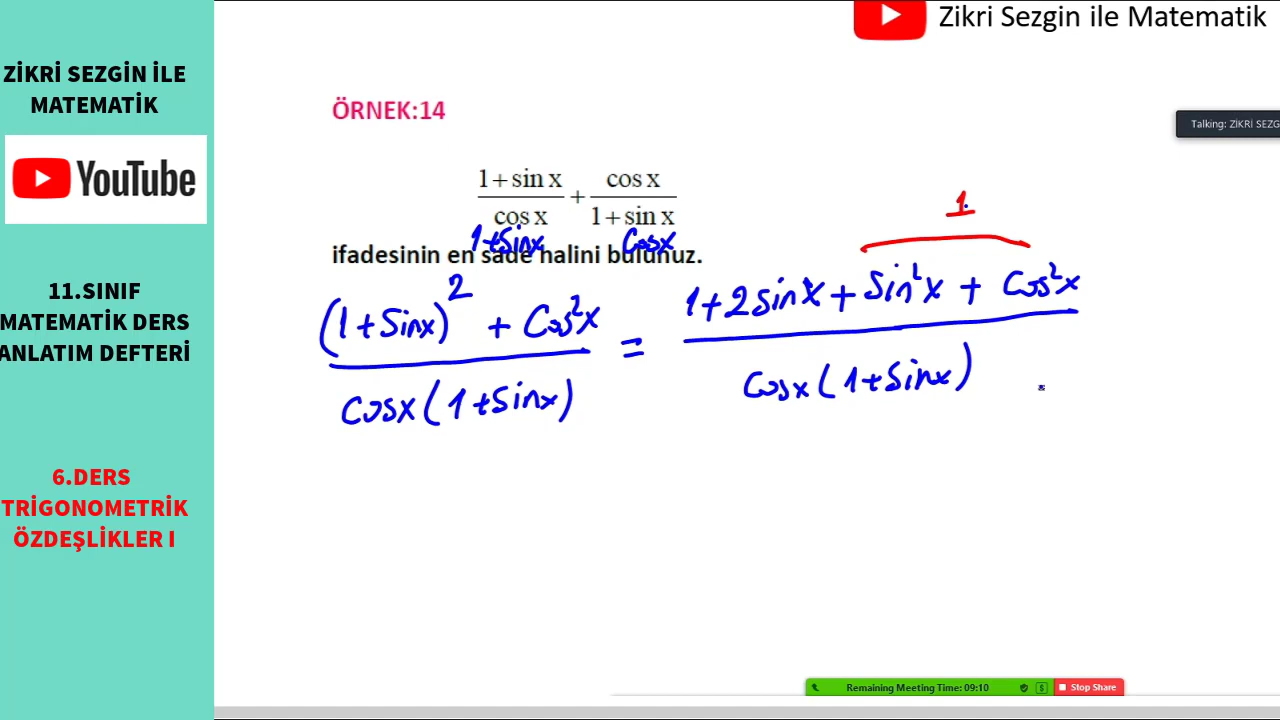 Zikri Sezgin ile Matematik
ZİKRİ SEZGİN İLE
MATEMATİK
YouTube
11.SINIF
MATEMATİK DERS
ANLATIM DEFTERİ
6.DERS
TRİGONOMETRİK
ÖZDEŞLİKLER I
Talking: ZİKRİ SEZG
ÖRNEK:14
1+sin x / cos x + cos x / 1+sin x
1+Sinx Cosx
ifadesinin en sade halini bulunuz.
1
(1+Sinx)² + Cos²x / Cosx(1+Sinx) = 1+2Sinx+Sin²x + Cos²x / Cosx(1+Sinx)
Remaining Meeting Time: 09:10
Stop Share